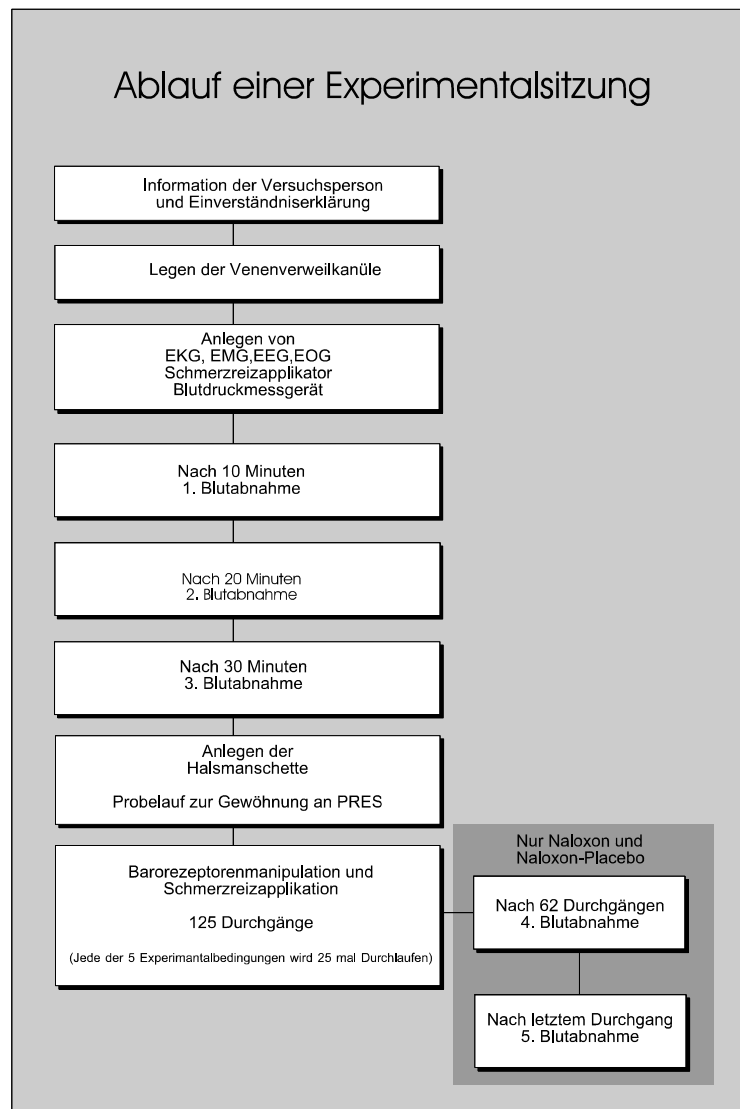 Ablauf einer Experimentalsitzung
Information der Versuchsperson
und Einverständniserklärung
Legen der Venenverweilkanüle
Anlegen von
EKG, EMG,EEG,EOG
Schmerzreizapplikator
Blutdruckmessgerät
Nach 10 Minuten
1. Blutabnahme
Nach 20 Minuten
2. Blutabnahme
Nach 30 Minuten
3. Blutabnahme
Anlegen der
Halsmanschette
Probelauf zur Gewöhnung an PRES
Barorezeptorenmanipulation und
Schmerzreizapplikation
125 Durchgänge
(Jede der 5 Experimantalbedingungen wird 25 mal Durchlaufen)
Nur Naloxon und
Naloxon-Placebo
Nach 62 Durchgängen
4. Blutabnahme
Nach letztem Durchgang
5. Blutabnahme